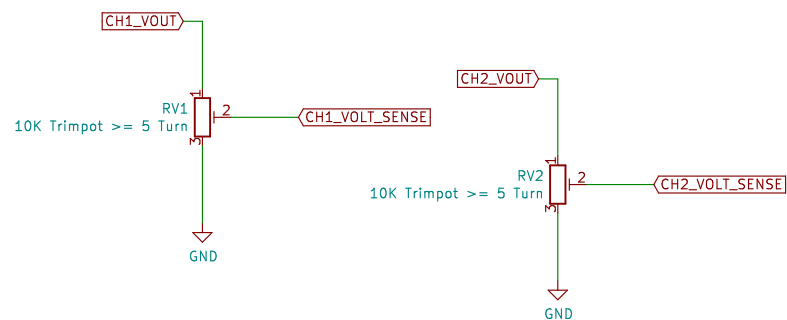 CH1_VOUT
1
RV1
2
10K Trimpot >= 5 Turn
CH1_VOLT_SENSE
3
GND
CH2_VOUT
1
RV2
2
10K Trimpot >= 5 Turn
CH2_VOLT_SENSE
3
GND